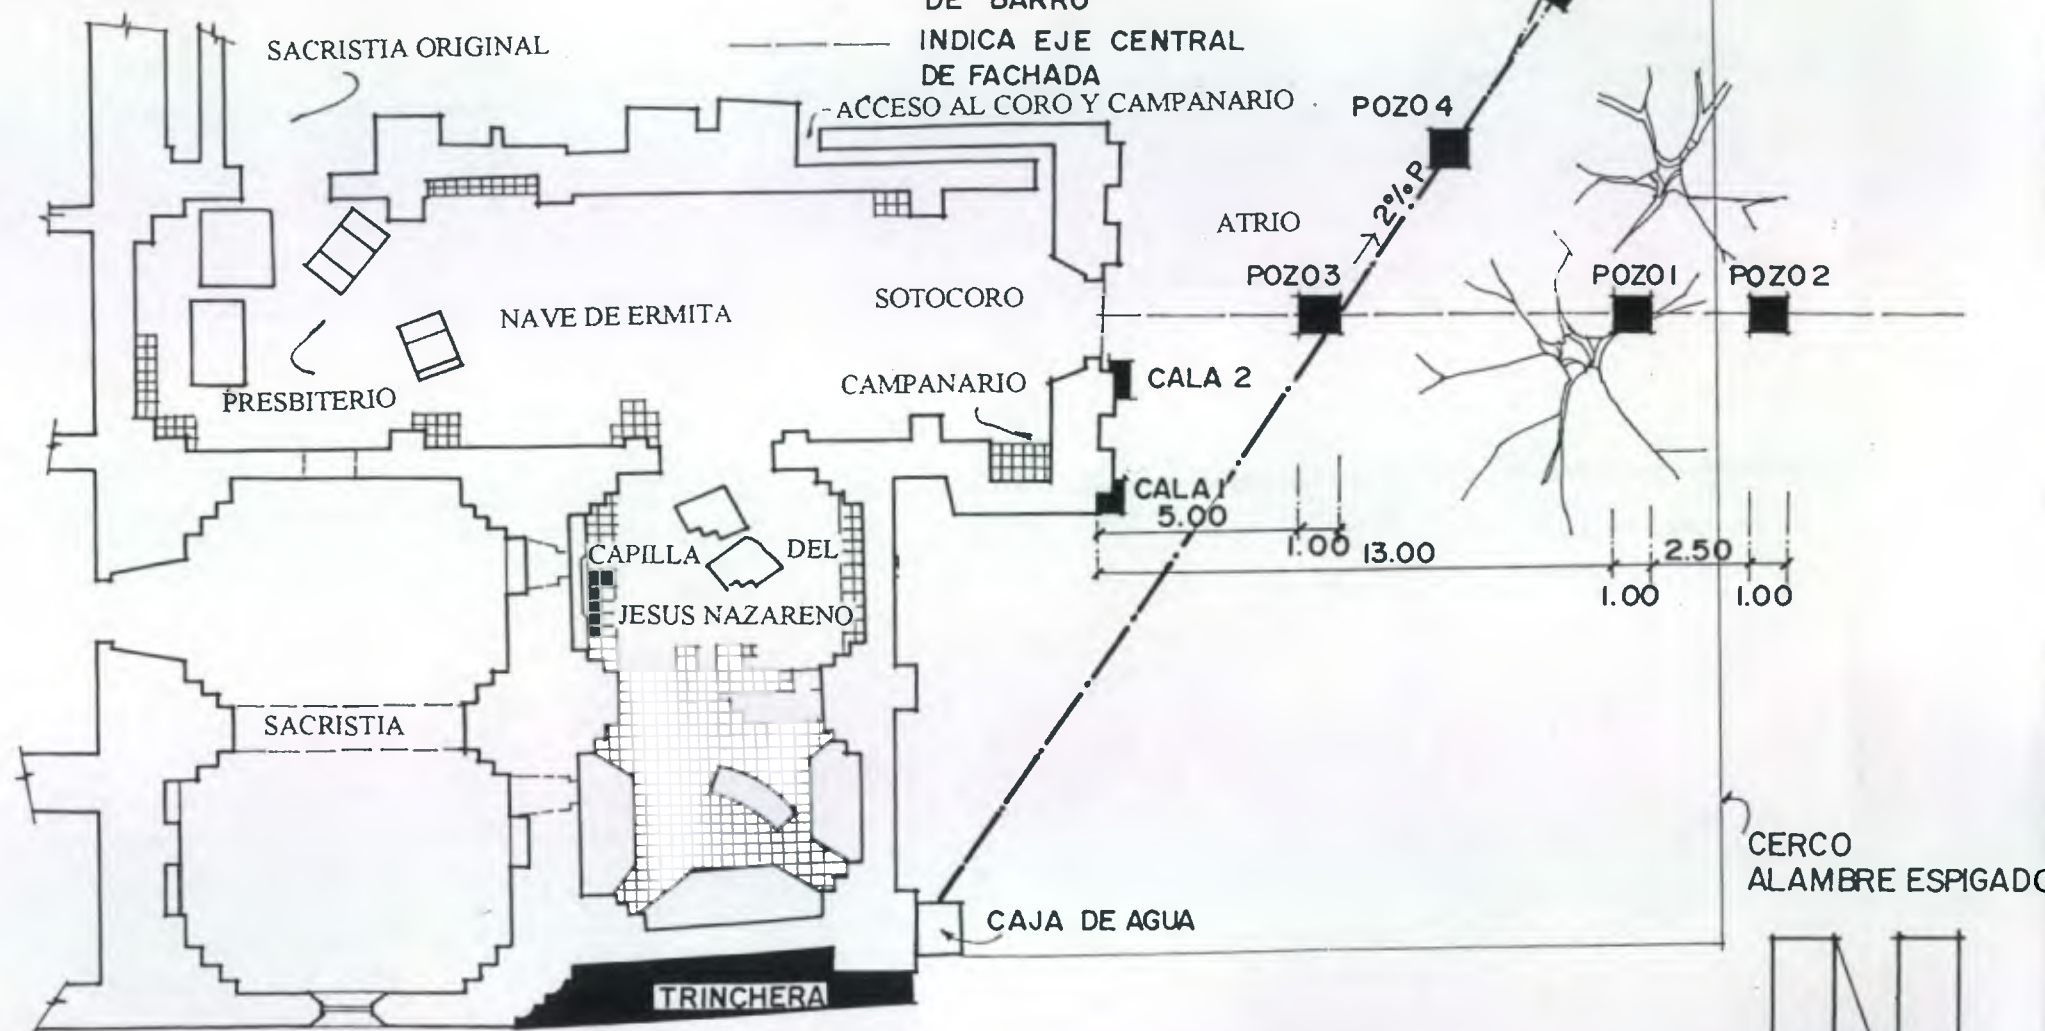 DE BARRO
INDICA EJE CENTRAL
DE FACHADA
SACRISTIA ORIGINAL
ACCESO AL CORO Y CAMPANARIO
POZO 4
2% P
ATRIO
POZO 3
POZO 1
POZO 2
SOTOCORO
NAVE DE ERMITA
PRESBITERIO
CAMPANARIO
CALA 2
CALA 1
5.00
1.00
13.00
2.50
1.00
1.00
CAPILLA DEL
JESUS NAZARENO
SACRISTIA
CERCO
ALAMBRE ESPIGADO
CAJA DE AGUA
TRINCHERA
N